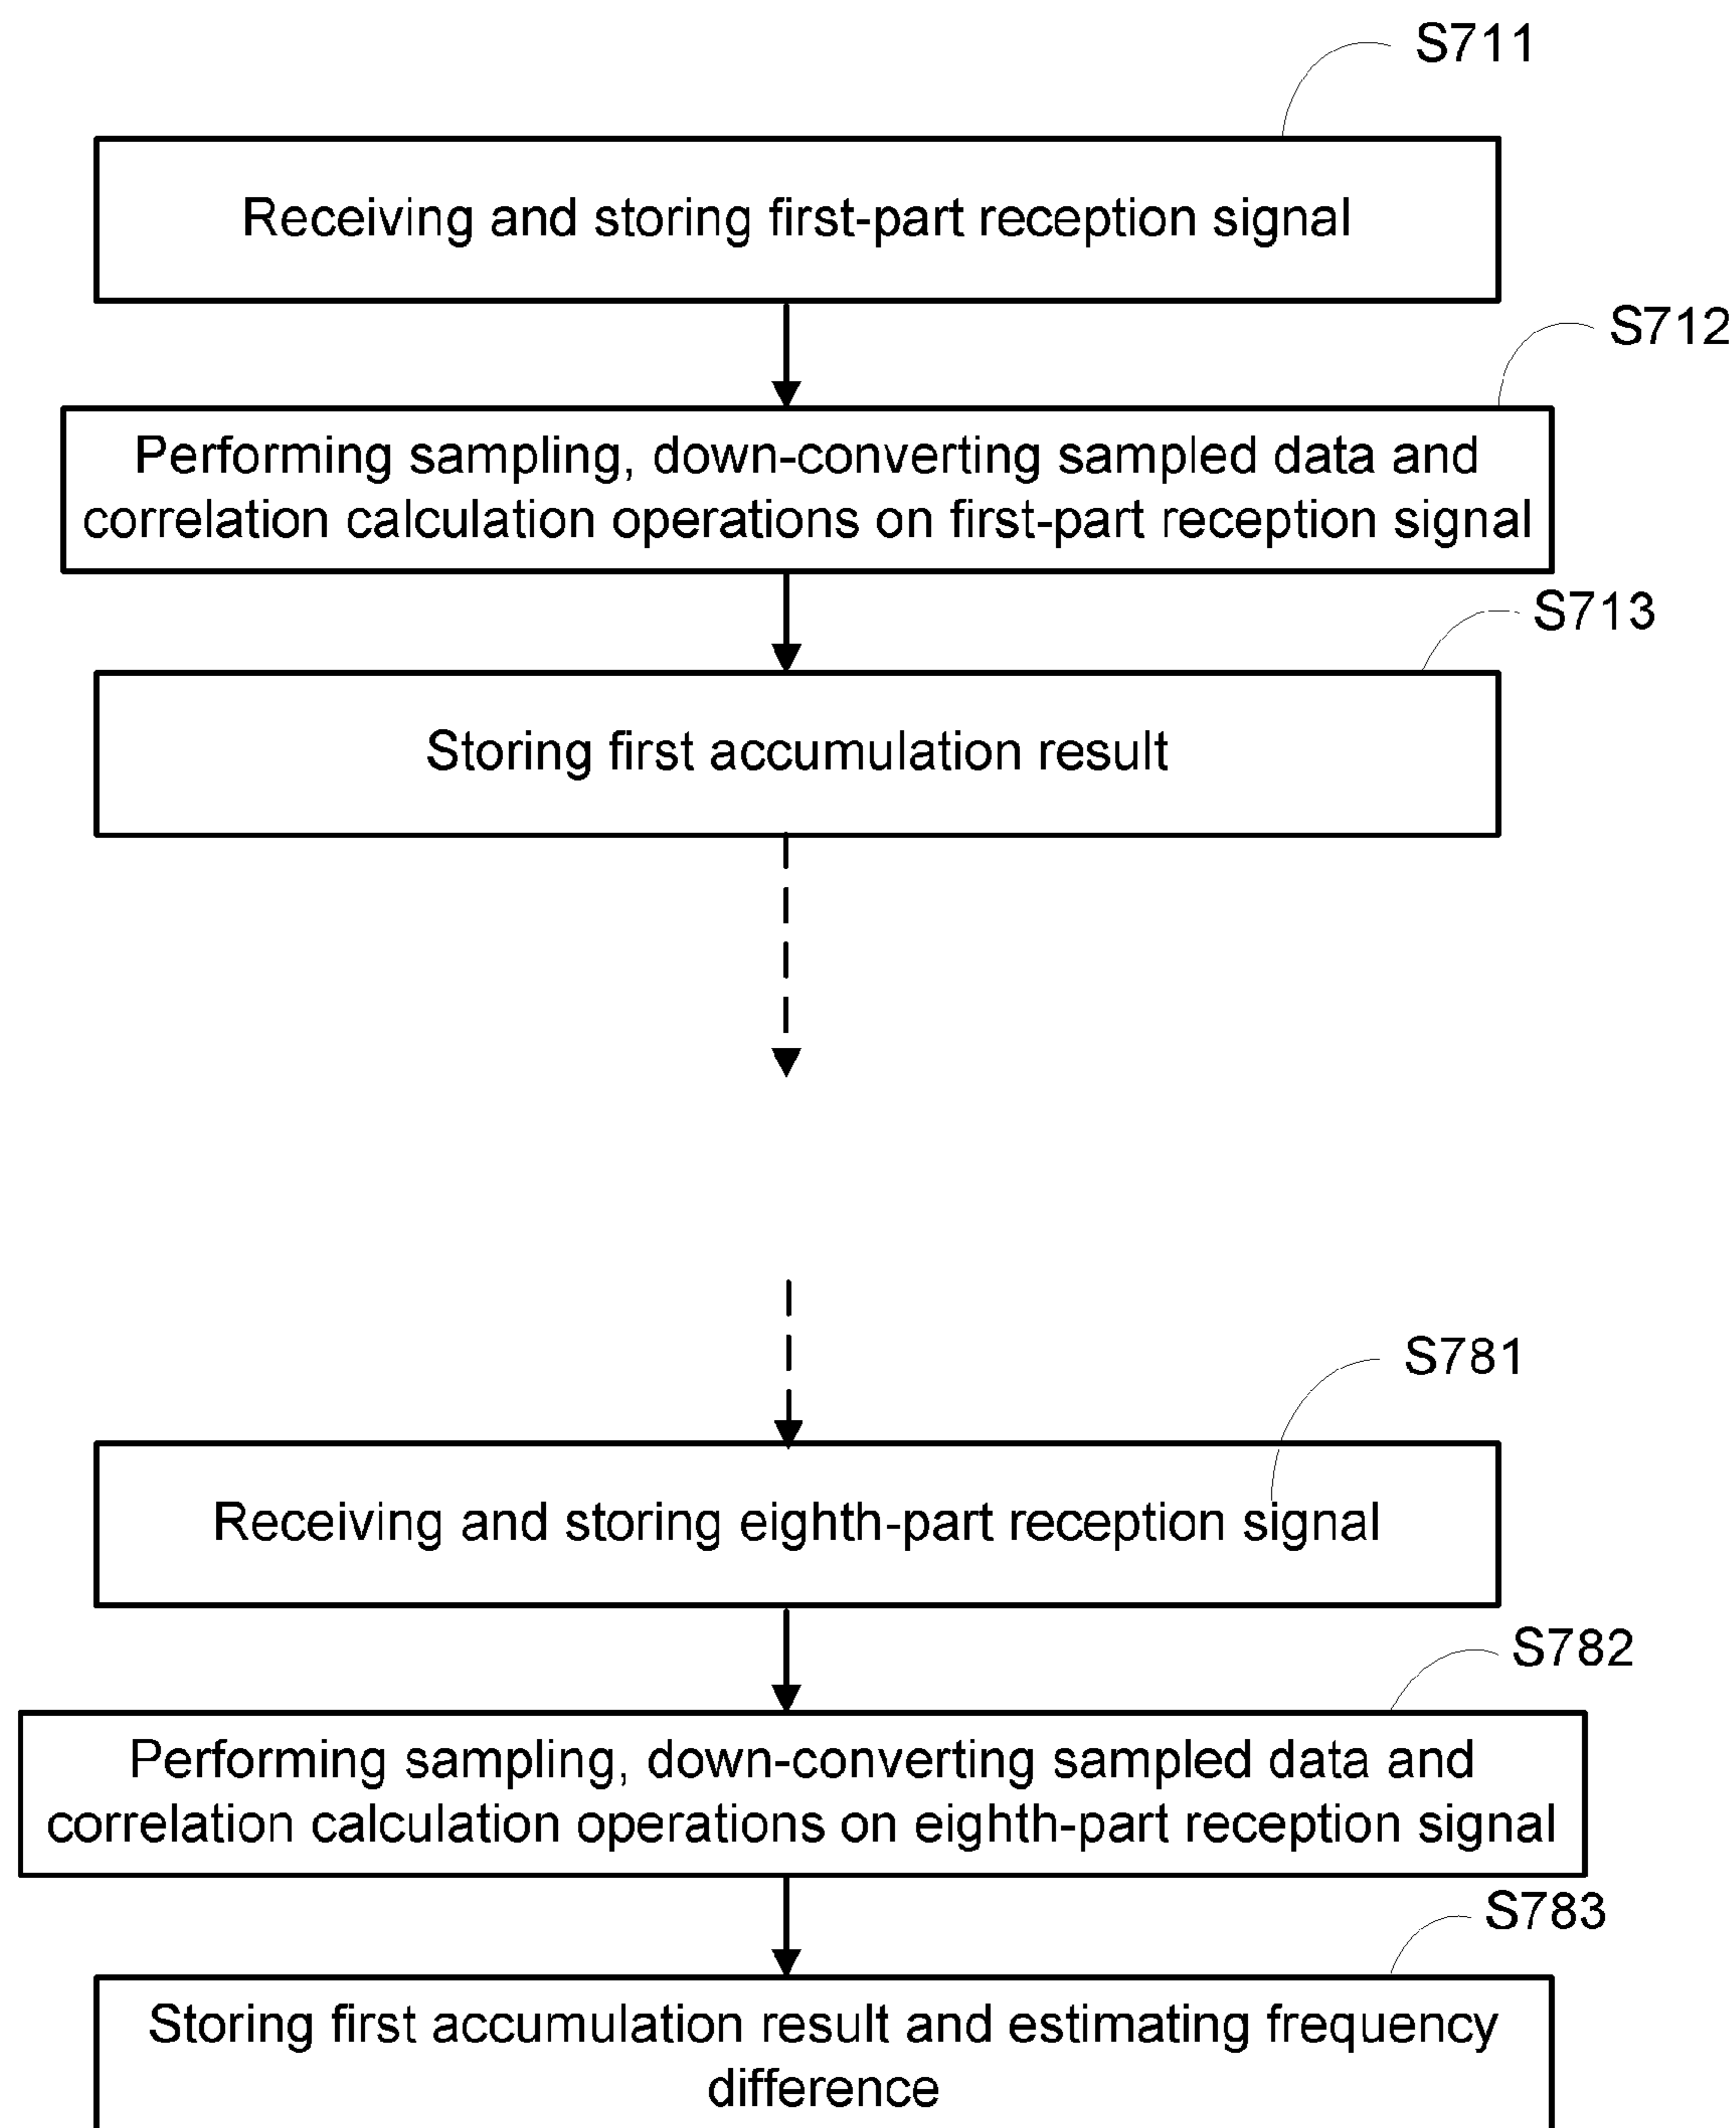 S711
Receiving and storing first-part reception signal
S712
Performing sampling, down-converting sampled data and
correlation calculation operations on first-part reception signal
S713
Storing first accumulation result
S781
Receiving and storing eighth-part reception signal
S782
Performing sampling, down-converting sampled data and
correlation calculation operations on eighth-part reception signal
S783
Storing first accumulation result and estimating frequency
difference